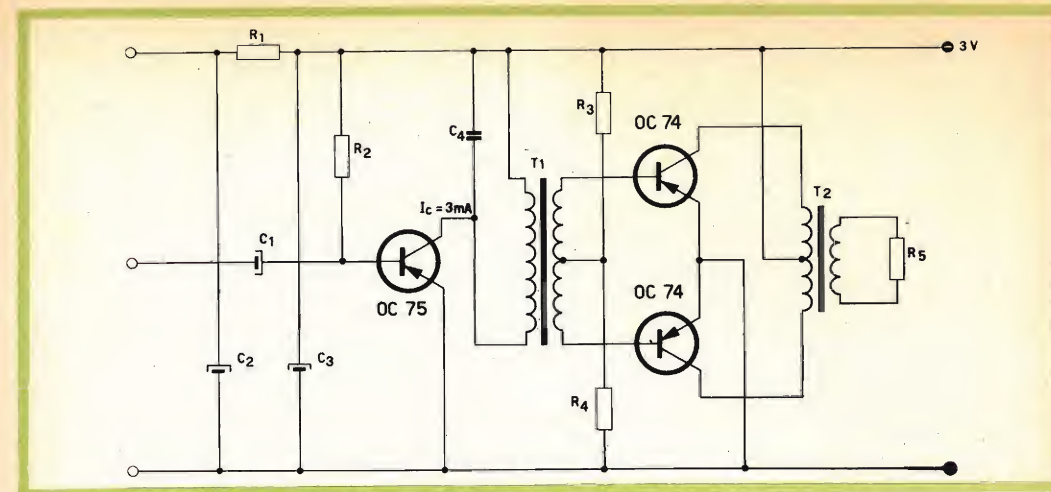 R1
3 V
R2
C4
R3
OC 74
T1
T2
Ic = 3mA
C1
OC 75
R5
OC 74
C2
C3
R4